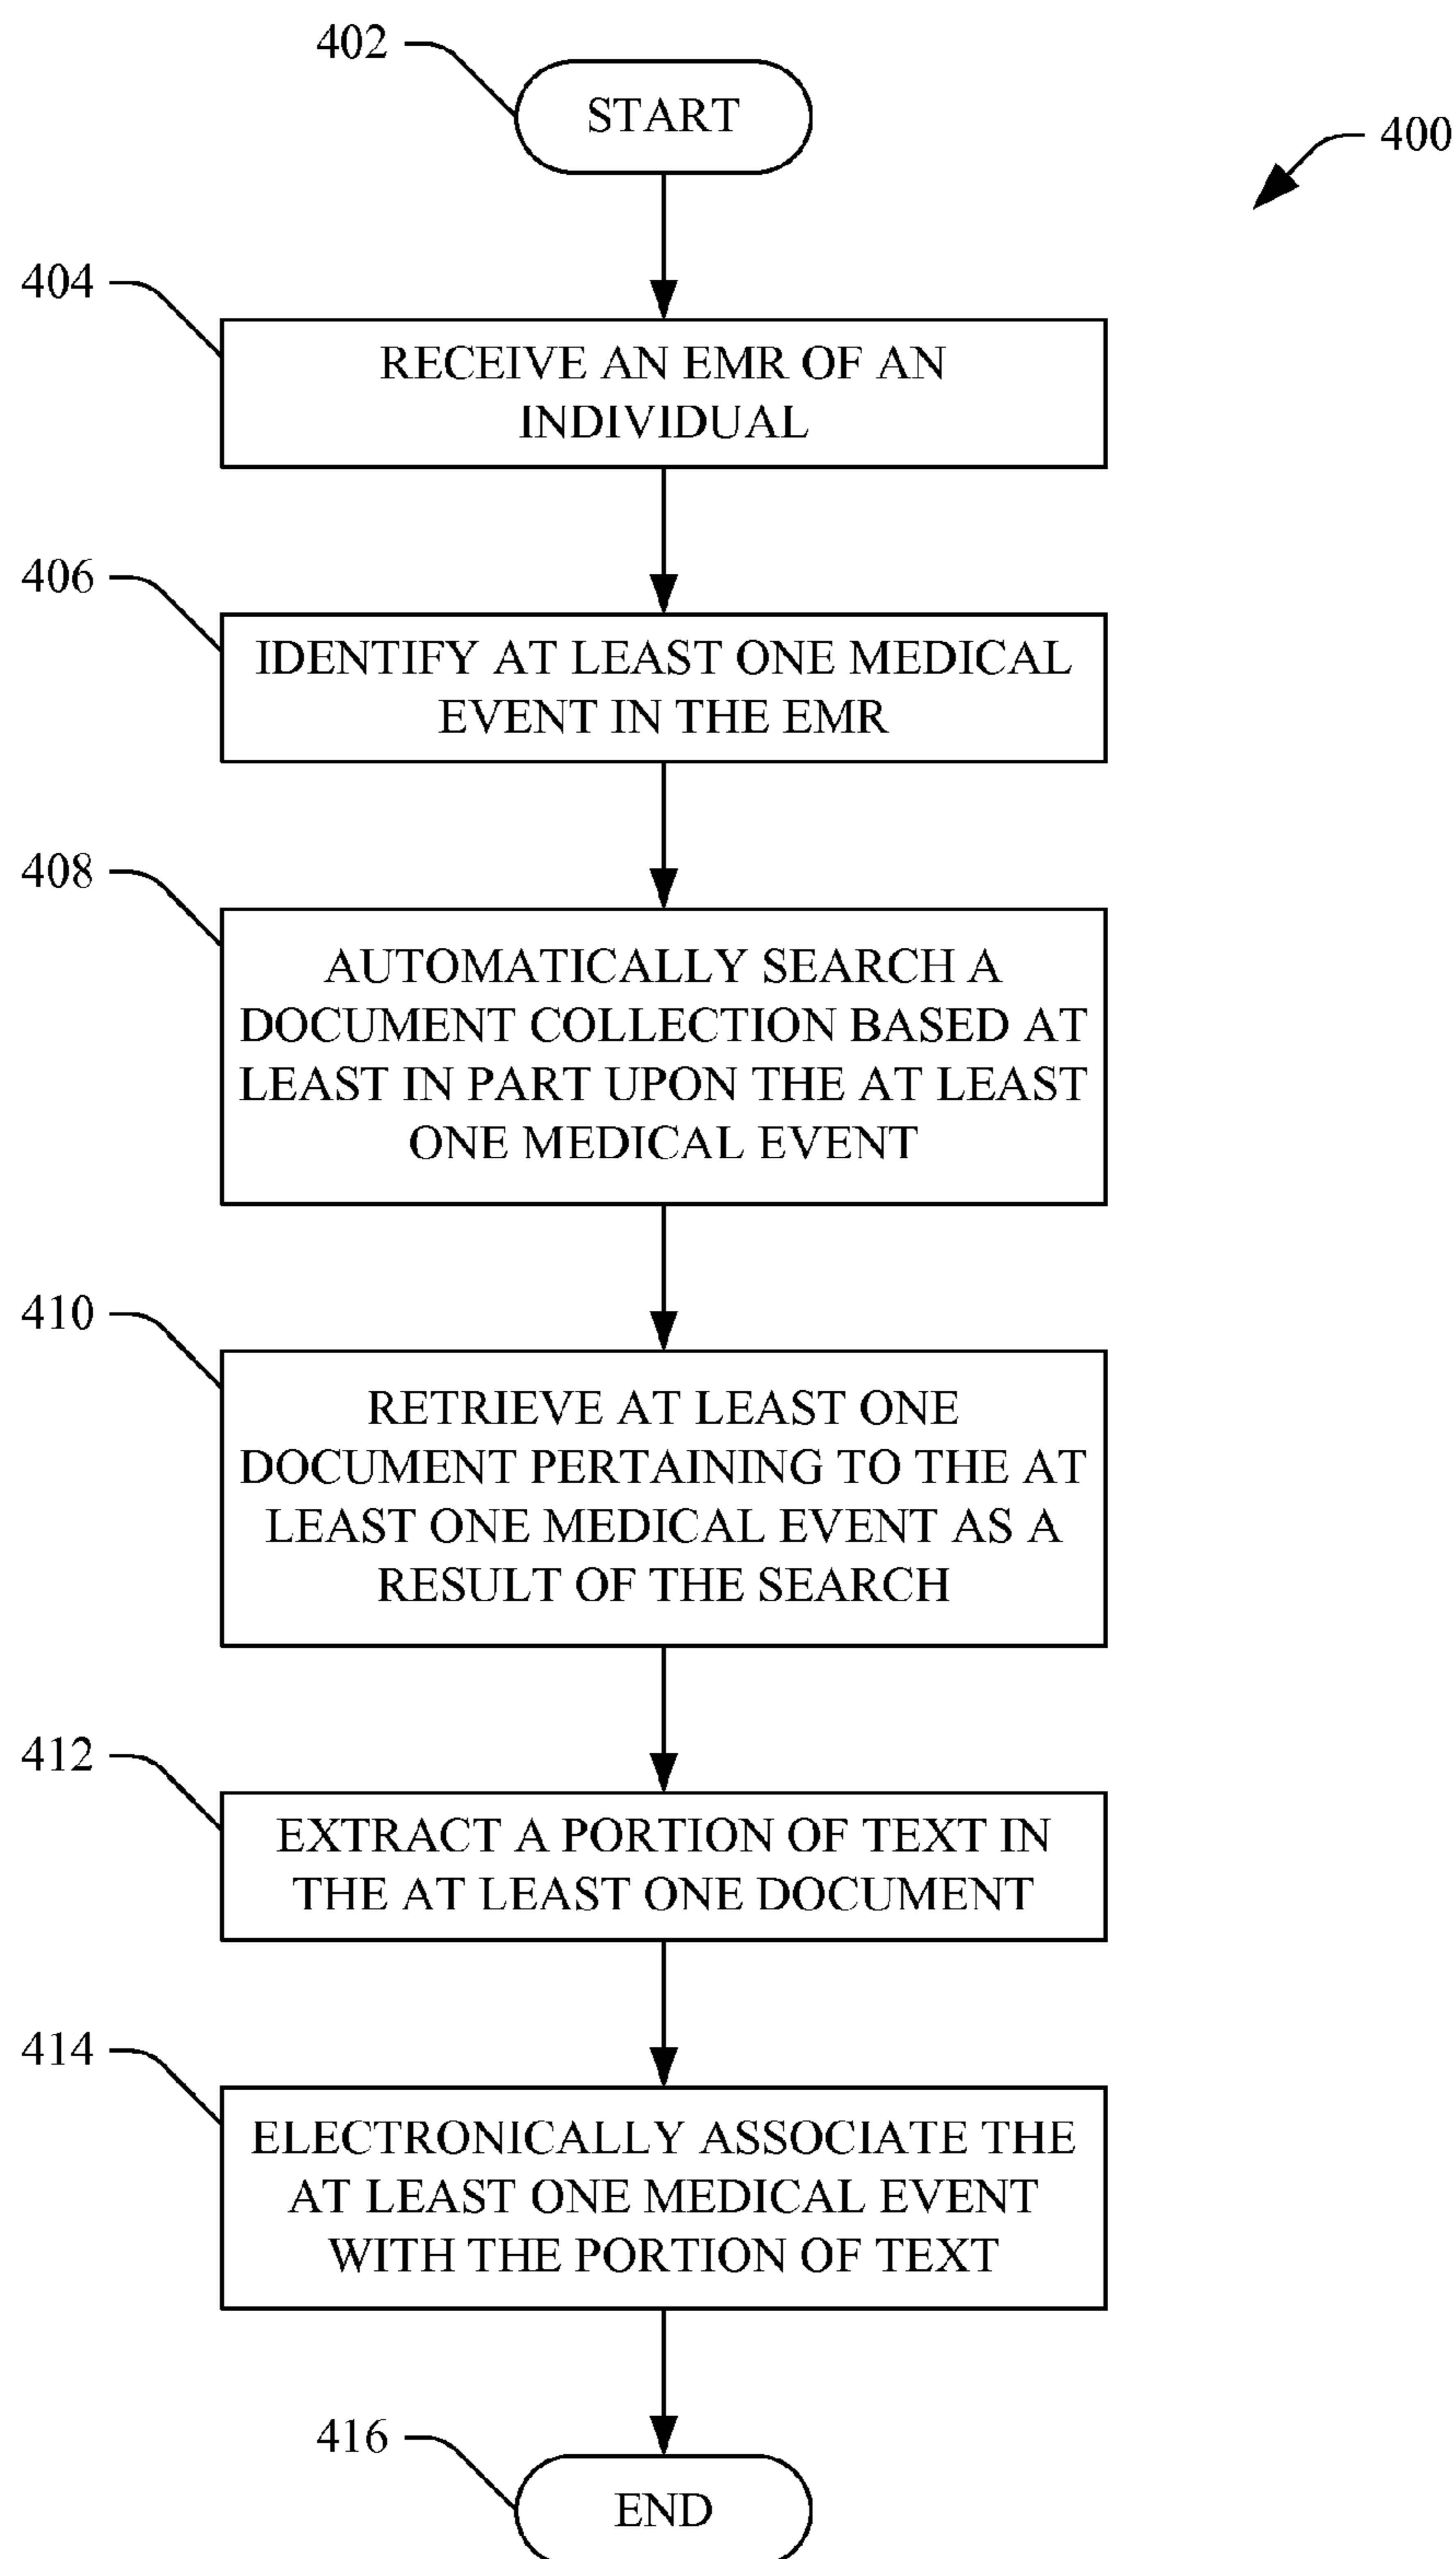 402
START
400
404
RECEIVE AN EMR OF AN
INDIVIDUAL
406
IDENTIFY AT LEAST ONE MEDICAL
EVENT IN THE EMR
408
AUTOMATICALLY SEARCH A
DOCUMENT COLLECTION BASED AT
LEAST IN PART UPON THE AT LEAST
ONE MEDICAL EVENT
410
RETRIEVE AT LEAST ONE
DOCUMENT PERTAINING TO THE AT
LEAST ONE MEDICAL EVENT AS A
RESULT OF THE SEARCH
412
EXTRACT A PORTION OF TEXT IN
THE AT LEAST ONE DOCUMENT
414
ELECTRONICALLY ASSOCIATE THE
AT LEAST ONE MEDICAL EVENT
WITH THE PORTION OF TEXT
416
END